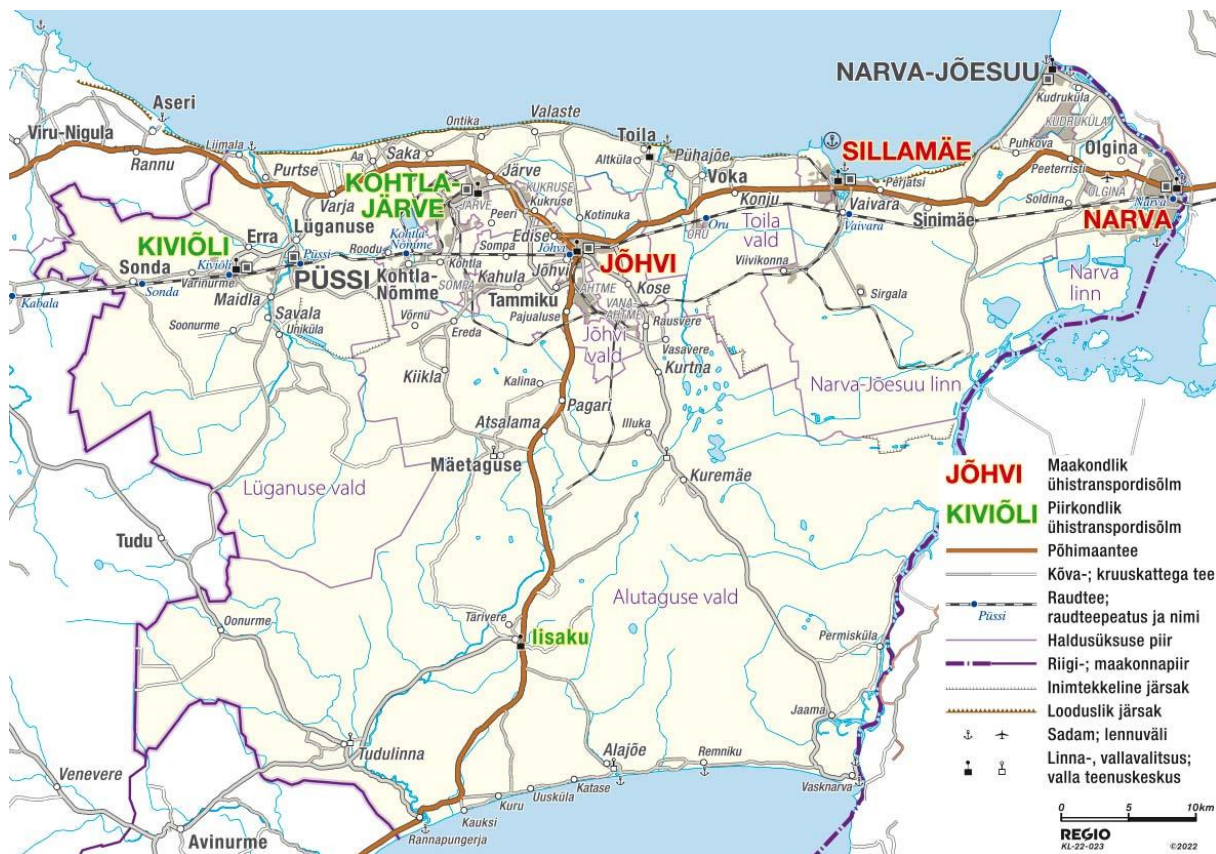 NARVA-JÕESUU
Aseri
Kudruküla
KUDRUKÜLA
Viru-Nigula
Ontika
Valaste
Toila
Rannu
Liimala
Aa
Saka
Altküla
Pühajõe
SILLAMÄE
Puhkova
Olgina
Purtse
KOHTLA-
JÄRVE
JÄRVE
Järve
Voka
Perjatsi
Peeterristi
OLGINA
KUKRUSE
Kukruse
Varja
Peeri
Kotinuka
Konju
Vaivara
Sinimäe
Soldina
Narva
NARVA
Lüganuse
Erra
Edise
Oru
ORU
Toila
vald
Vaivara
KIVIÕLI
Kiviõli
Püssi
PÜSSI
Roodu
Kohtla-
Nõmme
Kohtla-
Nõmme
Kohtla
Sompa
SOMPA
Jõhvi
JÕHVI
Viivikonna
Narva
linn
Sonda
Sonda
Kabala
Varinurme
Maidla
Kahula
Jõhvi
Tammiku
AHTME
Kose
Sirgala
Savala
Soonurme
Uniküla
Võrnu
Ereda
Pajualuse
VANA-
AHTME
Rausvere
Jõhvi
vald
Vasavere
Kiikla
Kalina
Kurtna
Narva-Jõesuu linn
Pagari
Atsalama
Illuka
Mäetaguse
Kuremäe
Lüganuse vald
Tudu
Alutaguse vald
Oonurme
Tärivere
Iisaku
Permisküla
Jaama
Tudulinna
Alajõe
Remniku
Venevere
Katase
Vasknarva
Uusküla
Kuru
Kauksi
Avinurme
Rannapungerja
JÕHVI
Maakondlik
ühistranspordisõlm
KIVIÕLI
Piirkondlik
ühistranspordisõlm
Põhimaantee
Kõva-; kruuskattega tee
Püssi
Raudtee;
raudteepeatus ja nimi
Haldusüksuse piir
Riigi-; maakonnapiir
Inimtekkeline järsak
Looduslik järsak
Sadam; lennuväli
Linna-, vallavalitsus;
valla teenuskeskus
0 5 10km
REGIO
KL-22-023 ©2022